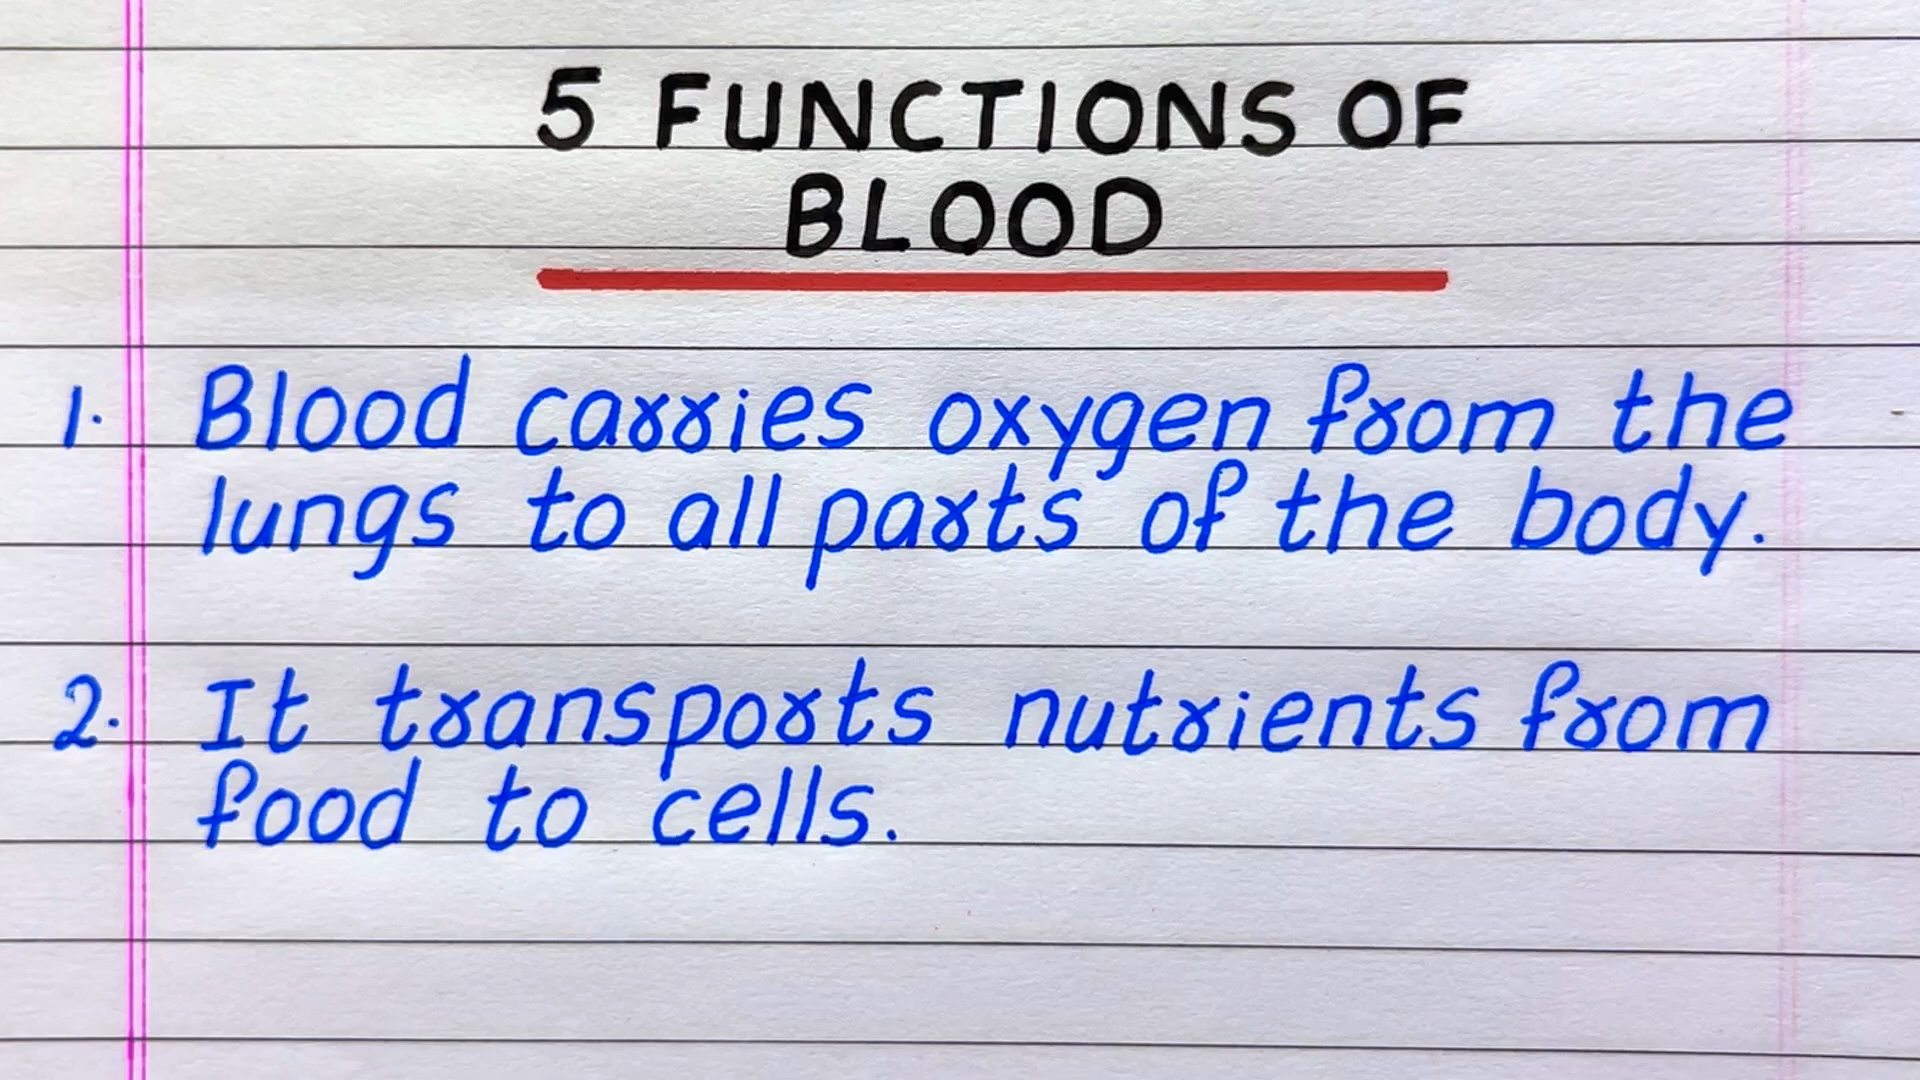 5 FUNCTIONS OF
BLOOD
1. Blood carries oxygen from the
lungs to all parts of the body.
2. It transports nutrients from
food to cells.